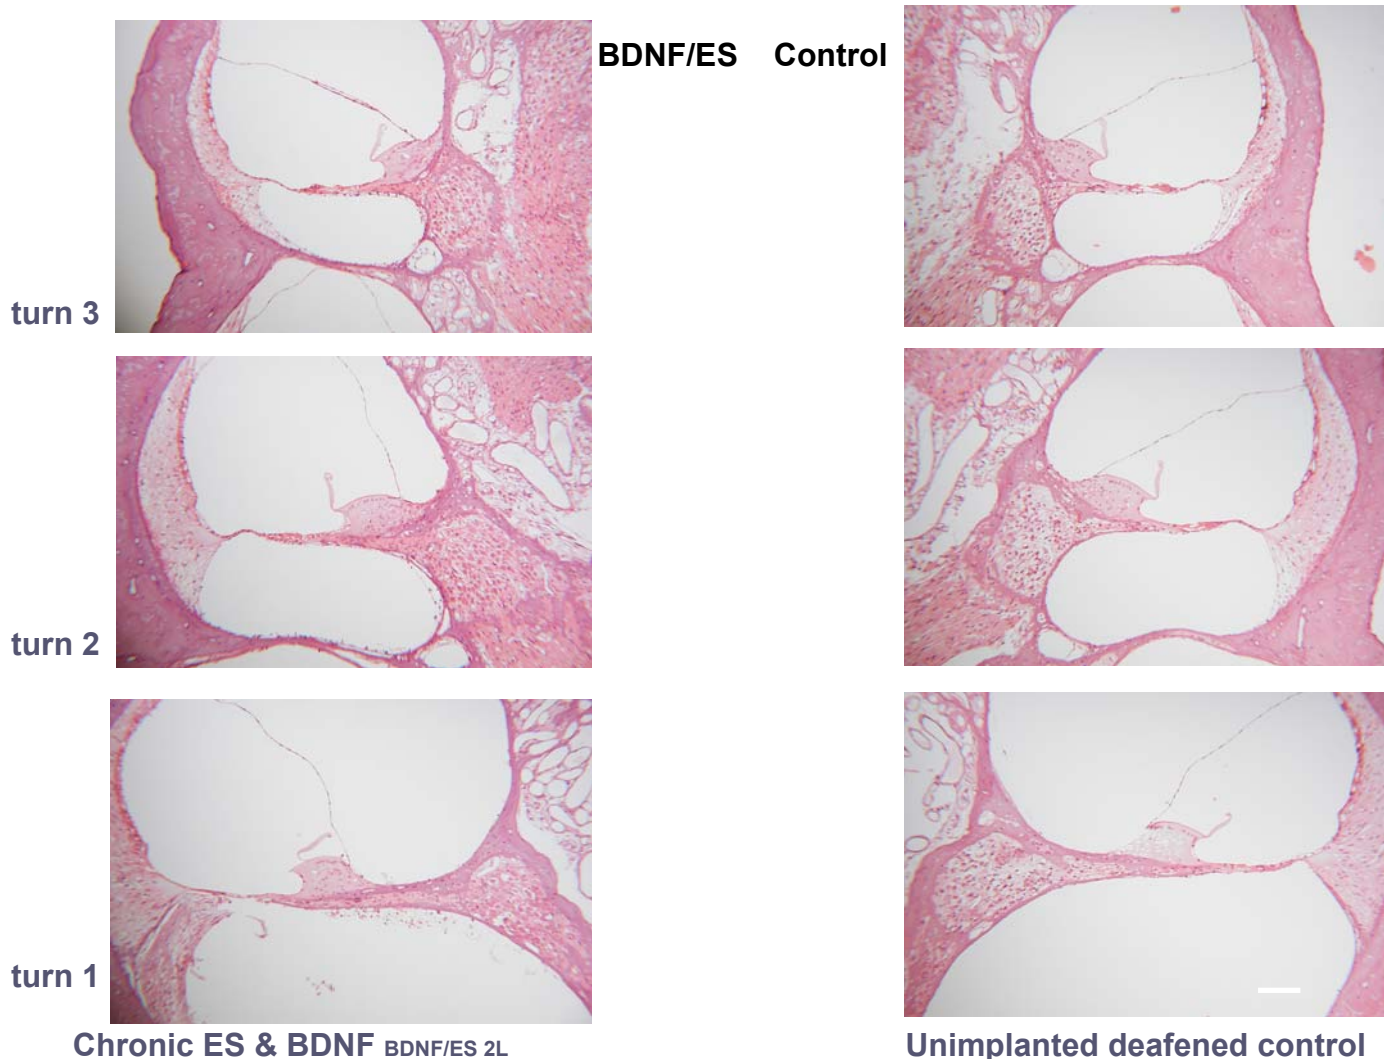 BDNF/ES Control
turn 3
turn 2
turn 1
Chronic ES & BDNF BDNF/ES 2L
Unimplanted deafened control